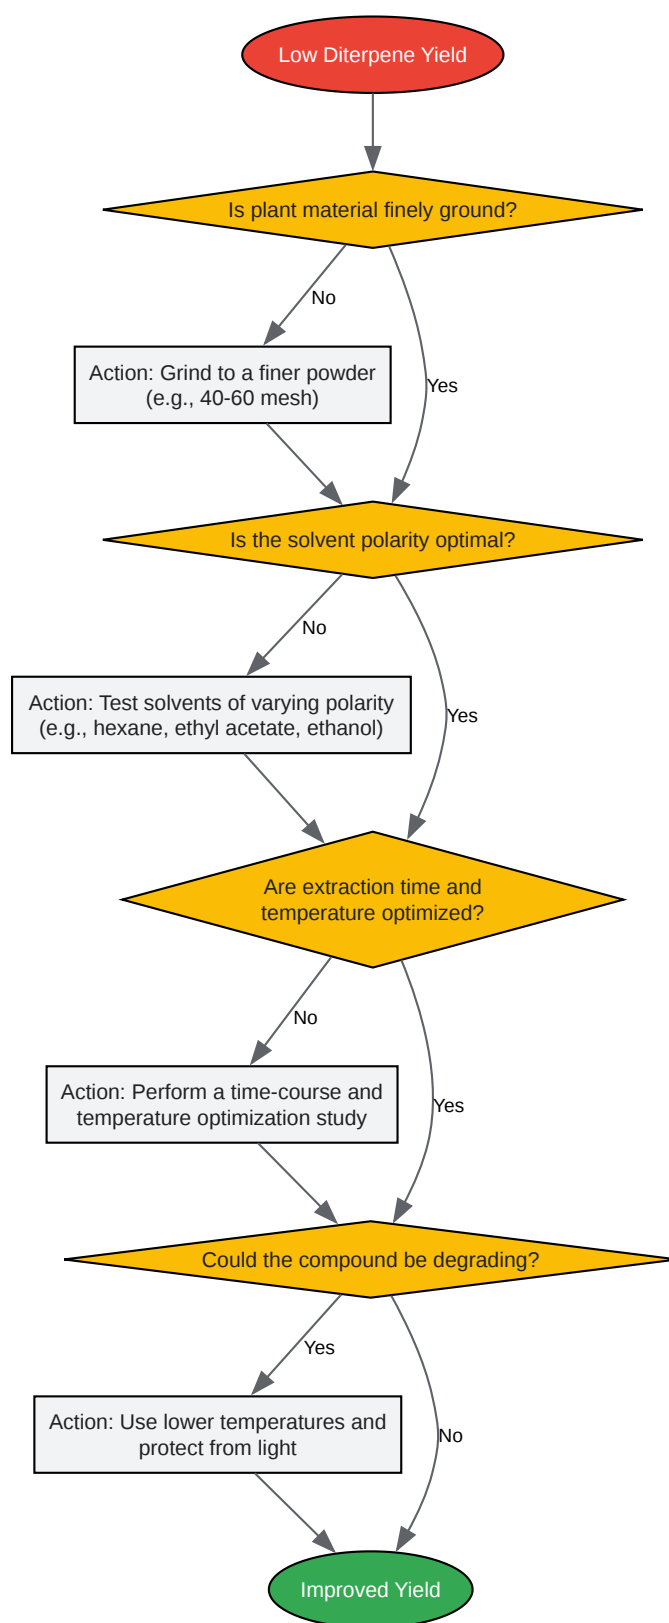 Low Diterpene Yield
Is plant material finely ground?
No
Action: Grind to a finer powder
(e.g., 40-60 mesh)
Yes
Is the solvent polarity optimal?
No
Action: Test solvents of varying polarity
(e.g., hexane, ethyl acetate, ethanol)
Yes
Are extraction time and
temperature optimized?
No
Action: Perform a time-course and
temperature optimization study
Yes
Could the compound be degrading?
Yes
Action: Use lower temperatures and
protect from light
No
Improved Yield